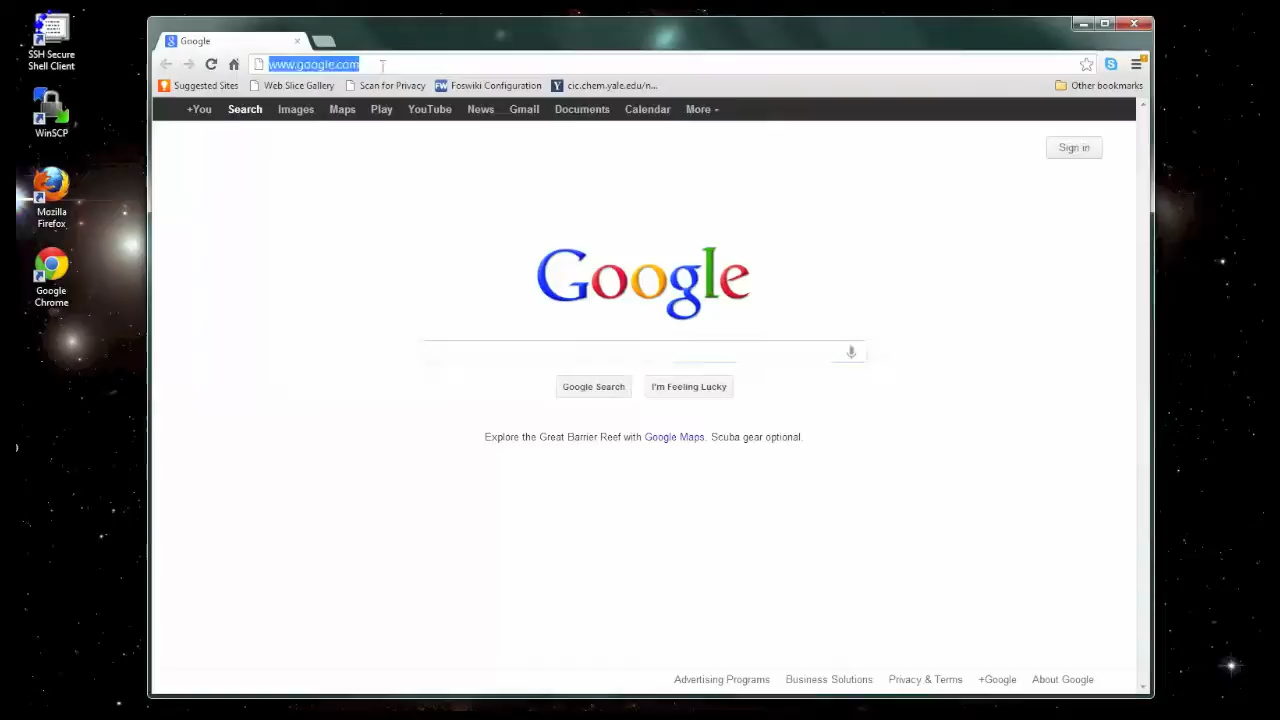 SSH Secure
Shell Client
WinSCP
Mozilla
Firefox
Google
Chrome
Google
www.google.com
Suggested Sites Web Slice Gallery Scan for Privacy Foswiki Configuration cic.chem.yale.edu/n... Other bookmarks
+You Search Images Maps Play YouTube News Gmail Documents Calendar More
Sign in
Google
Google Search I'm Feeling Lucky
Explore the Great Barrier Reef with Google Maps. Scuba gear optional.
Advertising Programs Business Solutions Privacy & Terms +Google About Google